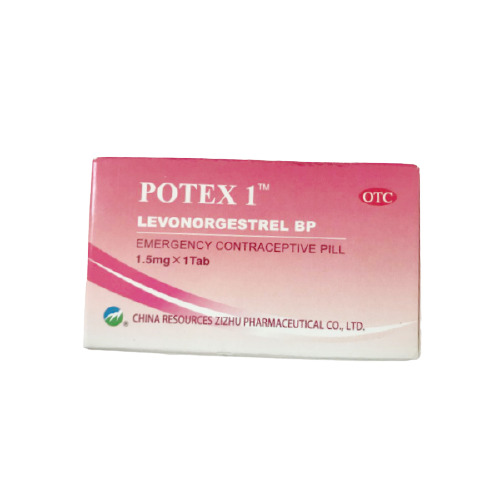 POTEX 1™
OTC
LEVONORGESTREL BP
EMERGENCY CONTRACEPTIVE PILL
1.5mg×1Tab
® CHINA RESOURCES ZIZHU PHARMACEUTICAL CO., LTD.